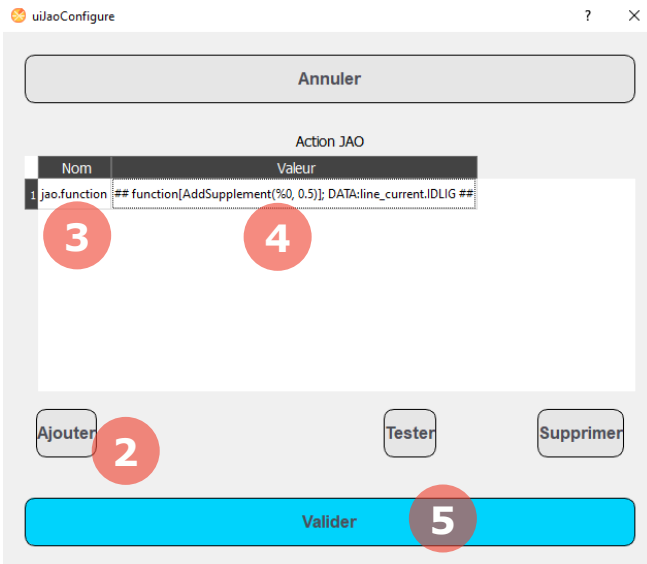 uiJaoConfigure ?
Annuler
Action JAO
Nom Valeur
1 jao.function ## function[AddSupplement(%0, 0.5)]; DATA:line_current.IDLIG ##
3 4
Ajouter Tester Supprimer
2
Valider 5